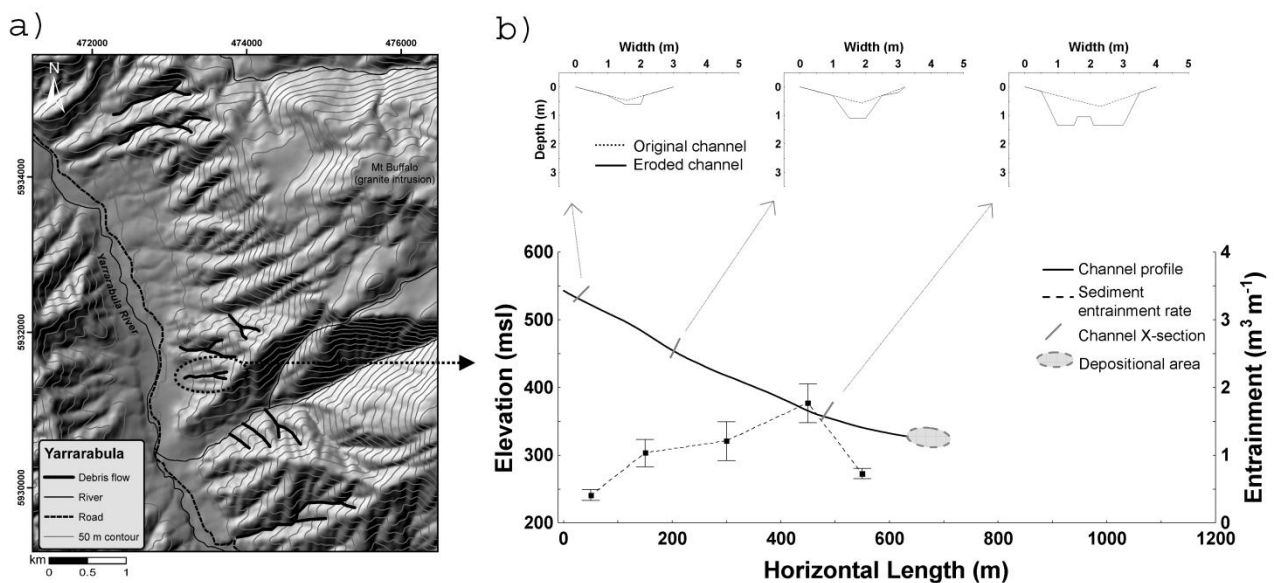 a)
472000 474000 476000
N
5934000
5932000
5930000
Mt Buffalo
(granite intrusion)
Yarrarabula River
Yarrarabula
Debris flow
River
Road
50 m contour
km 0 0.5 1
b)
Width (m) Width (m) Width (m)
0 1 2 3 4 5 0 1 2 3 4 5 0 1 2 3 4 5
Depth (m)
0 0 0
1 1 1
2 2 2
3 3 3
Original channel
Eroded channel
Elevation (msl)
600
500
400
300
200
Entrainment (m³ m⁻¹)
4
3
2
1
0
Channel profile
Sediment
entrainment rate
Channel X-section
Depositional area
0 200 400 600 800 1000 1200
Horizontal Length (m)